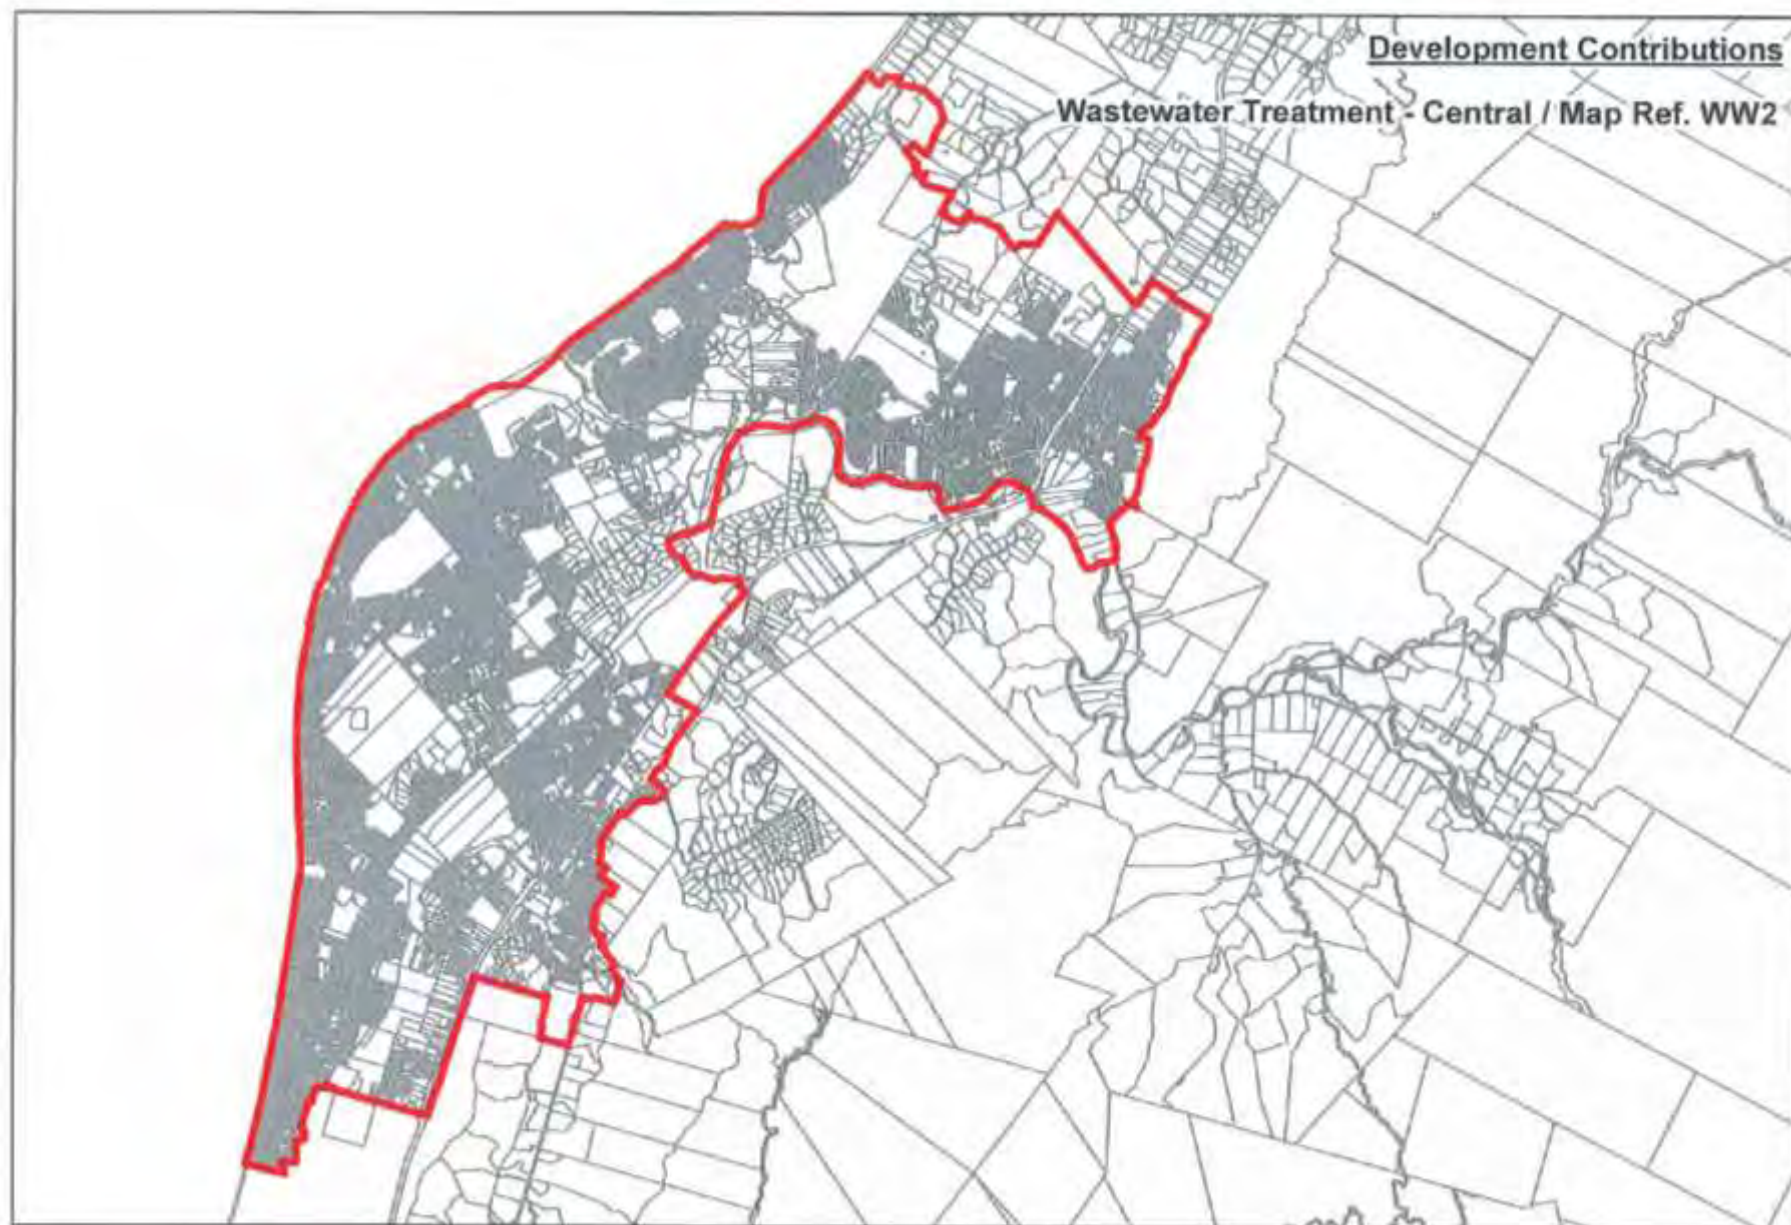 Development Contributions
Wastewater Treatment - Central / Map Ref. WW2